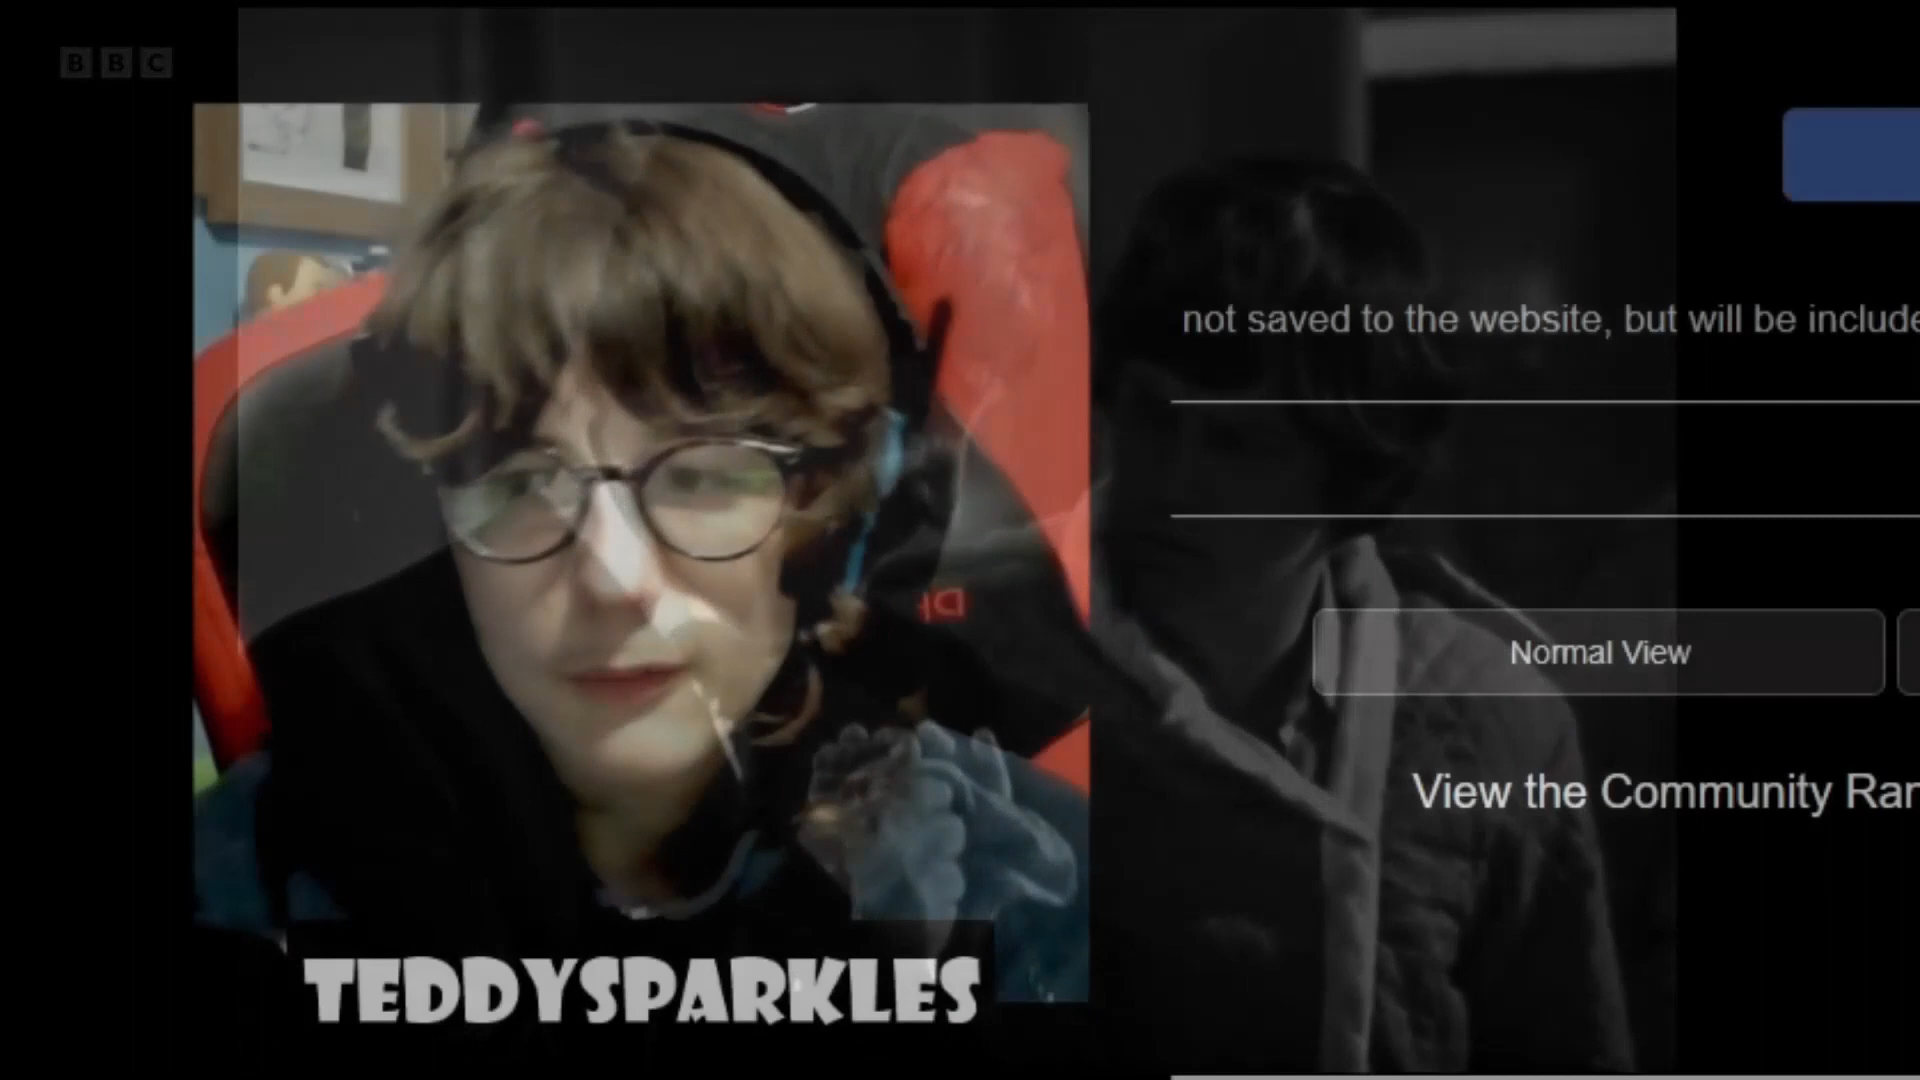 BBC
not saved to the website, but will be include
Normal View
View the Community Ran
TEDDYSPARKLES